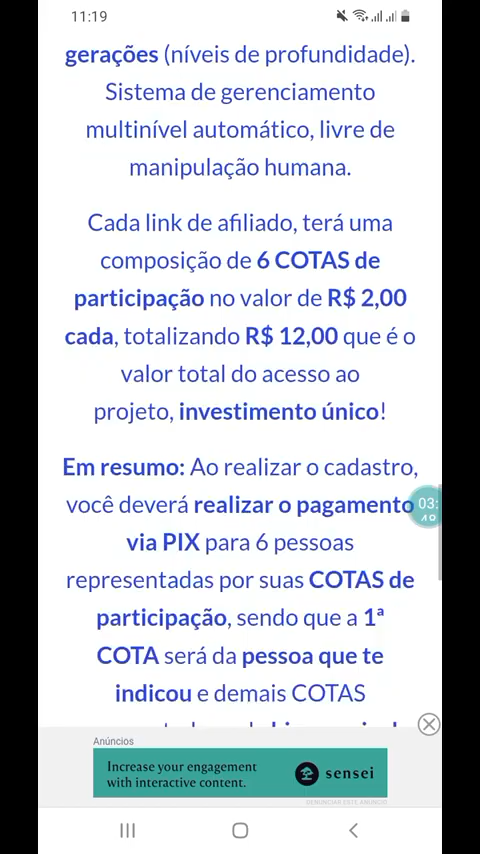 11:19
gerações (níveis de profundidade).
Sistema de gerenciamento
multinível automático, livre de
manipulação humana.
Cada link de afiliado, terá uma
composição de 6 COTAS de
participação no valor de R$ 2,00
cada, totalizando R$ 12,00 que é o
valor total do acesso ao
projeto, investimento único!
Em resumo: Ao realizar o cadastro,
você deverá realizar o pagamento
03:
via PIX para 6 pessoas
representadas por suas COTAS de
participação, sendo que a 1ª
COTA será da pessoa que te
indicou e demais COTAS
Anúncios
Increase your engagement
with interactive content.
sensei
DENUNCIAR ESTE ANÚNCIO